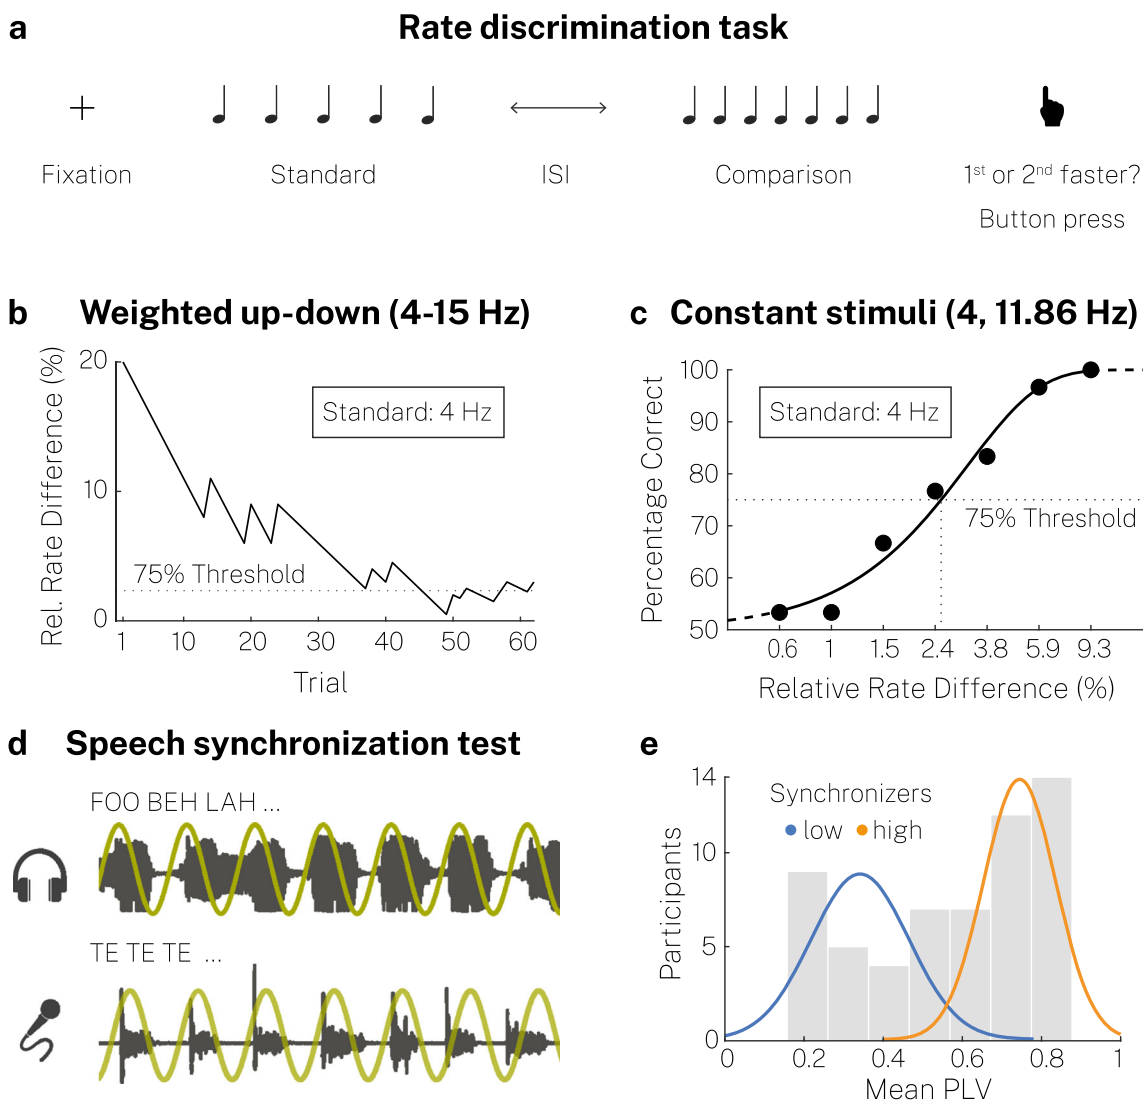 a
Rate discrimination task
Fixation
Standard
ISI
Comparison
1st or 2nd faster?
Button press
b
Weighted up-down (4-15 Hz)
Rel. Rate Difference (%)
20
10
0
Standard: 4 Hz
75% Threshold
1 10 20 30 40 50 60
Trial
c
Constant stimuli (4, 11.86 Hz)
Percentage Correct
100
90
80
70
60
50
Standard: 4 Hz
75% Threshold
0.6 1 1.5 2.4 3.8 5.9 9.3
Relative Rate Difference (%)
d
Speech synchronization test
FOO BEH LAH ...
TE TE TE ...
e
Participants
14
10
5
0
Synchronizers
low high
0 0.2 0.4 0.6 0.8 1
Mean PLV